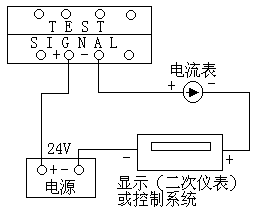 TEST
SIGNAL
+ -
电流表
+ -
24V
- +
+ -
电源
显示（二次仪表）
或控制系统